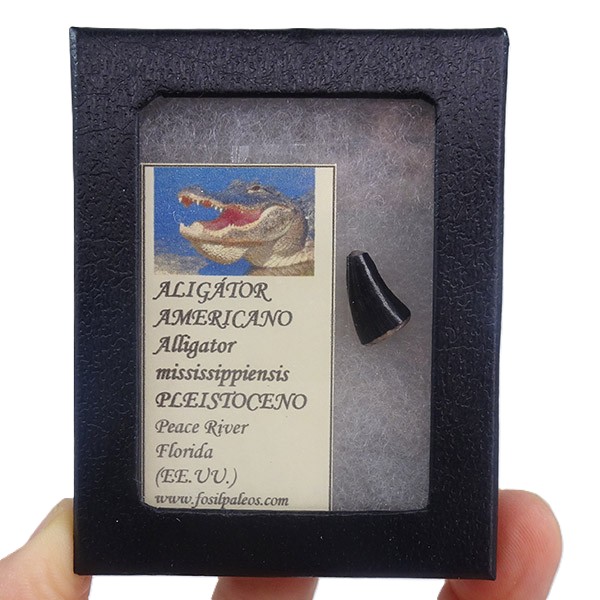 ALIGÁTOR
AMERICANO
Alligator
mississippiensis
PLEISTOCENO
Peace River
Florida
(EE.UU.)
www.fosilpaleos.com